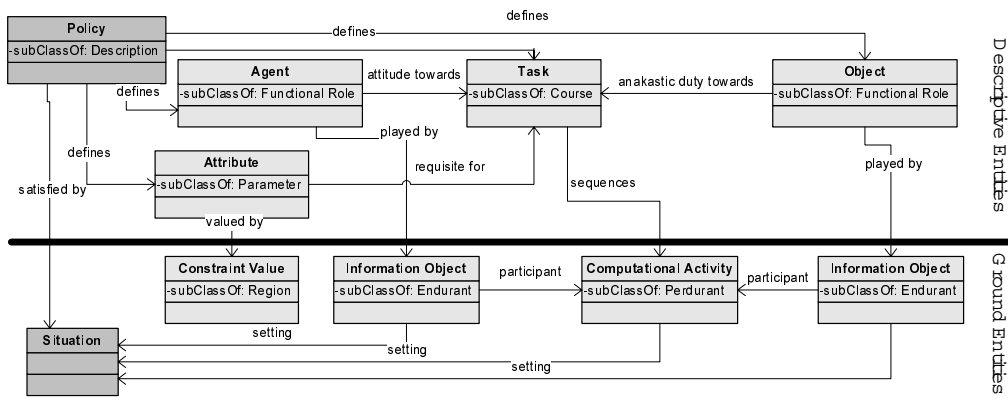 defines
defines
Policy
-subClassOf: Description
Agent
-subClassOf: Functional Role
attitude towards
Task
-subClassOf: Course
anakastic duty towards
Object
-subClassOf: Functional Role
defines
played by
defines
Attribute
-subClassOf: Parameter
requisite for
played by
sequences
satisfied by
valued by
Descriptive Entities
Constraint Value
-subClassOf: Region
Information Object
-subClassOf: Endurant
participant
Computational Activity
-subClassOf: Perdurant
participant
Information Object
-subClassOf: Endurant
Situation
setting
setting
setting
Ground Entities